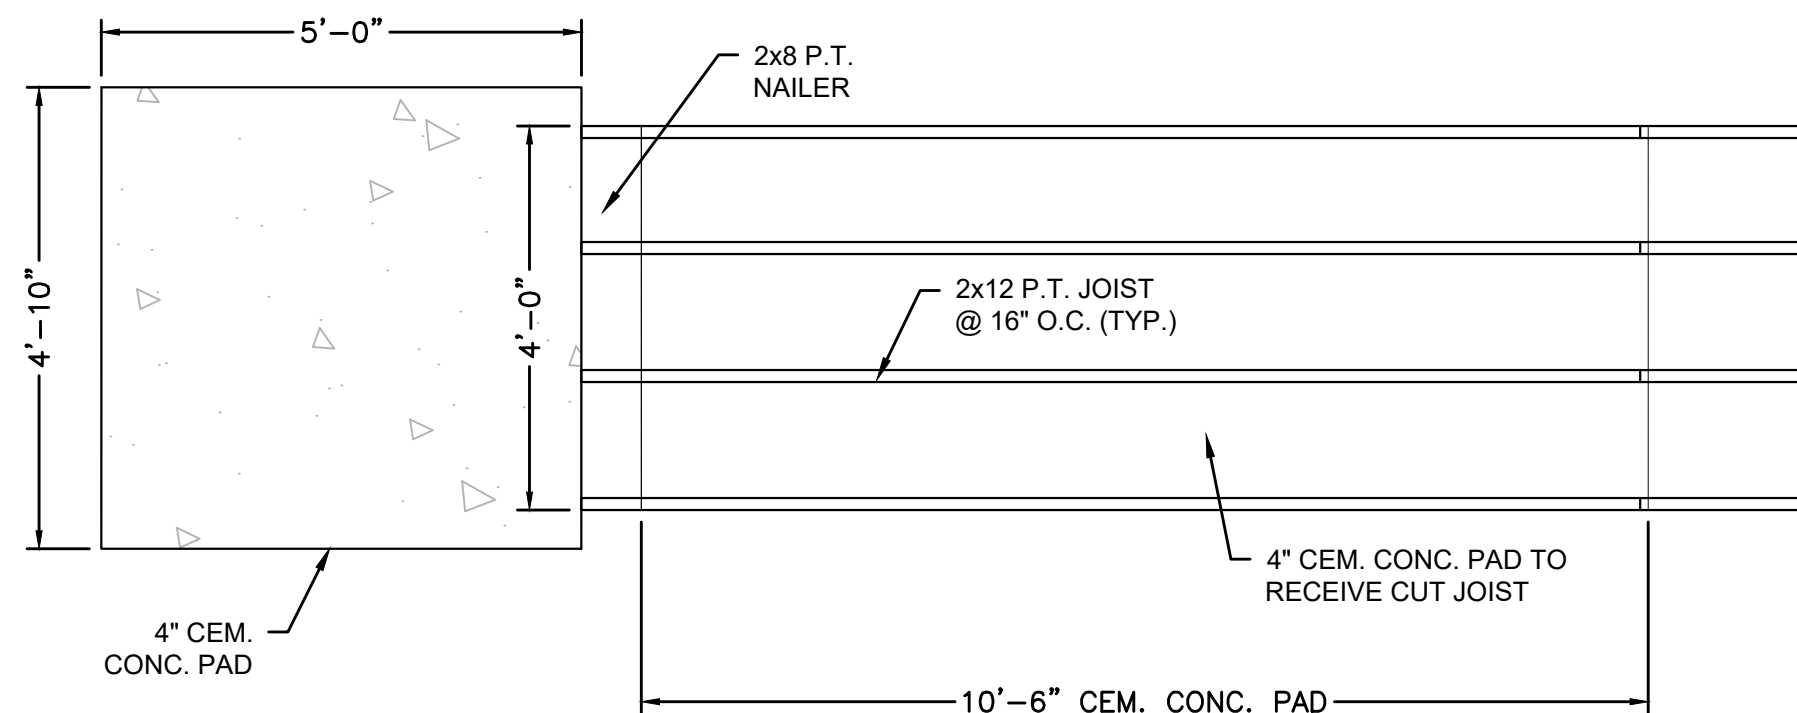 5'-0"
2x8 P.T.
NAILER
4'-10"
4'-0"
2x12 P.T. JOIST
@ 16" O.C. (TYP.)
4" CEM. CONC. PAD TO
RECEIVE CUT JOIST
4" CEM.
CONC. PAD
10'-6" CEM. CONC. PAD